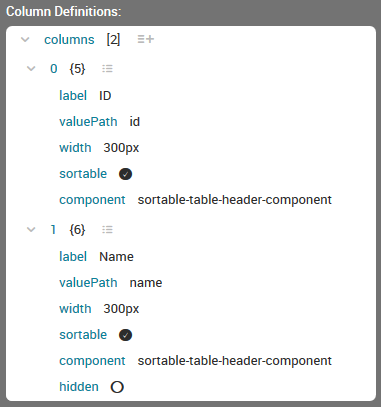 Column Definitions:
columns [2]
0 {5}
label ID
valuePath id
width 300px
sortable
component sortable-table-header-component
1 {6}
label Name
valuePath name
width 300px
sortable
component sortable-table-header-component
hidden